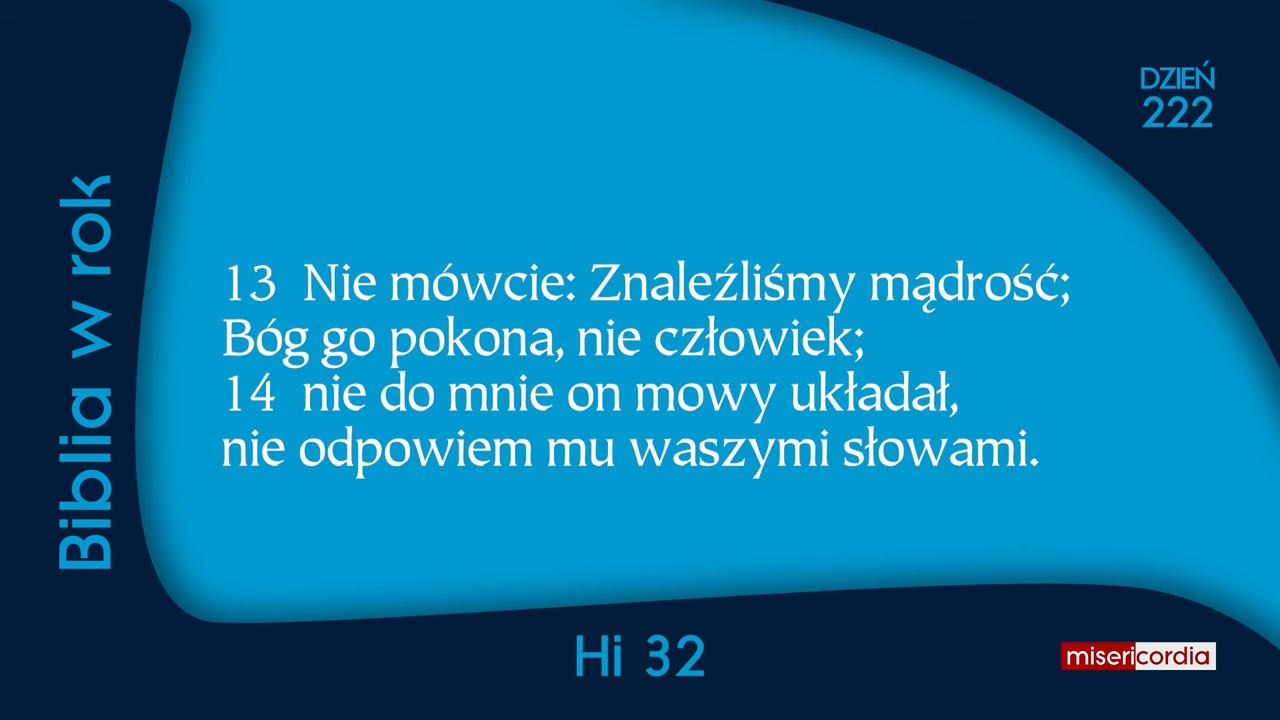 DZIEŃ
222
Biblia w rok
13 Nie mówcie: Znaleźliśmy mądrość;
Bóg go pokona, nie człowiek;
14 nie do mnie on mowy układał,
nie odpowiem mu waszymi słowami.
Hi 32
misericordia